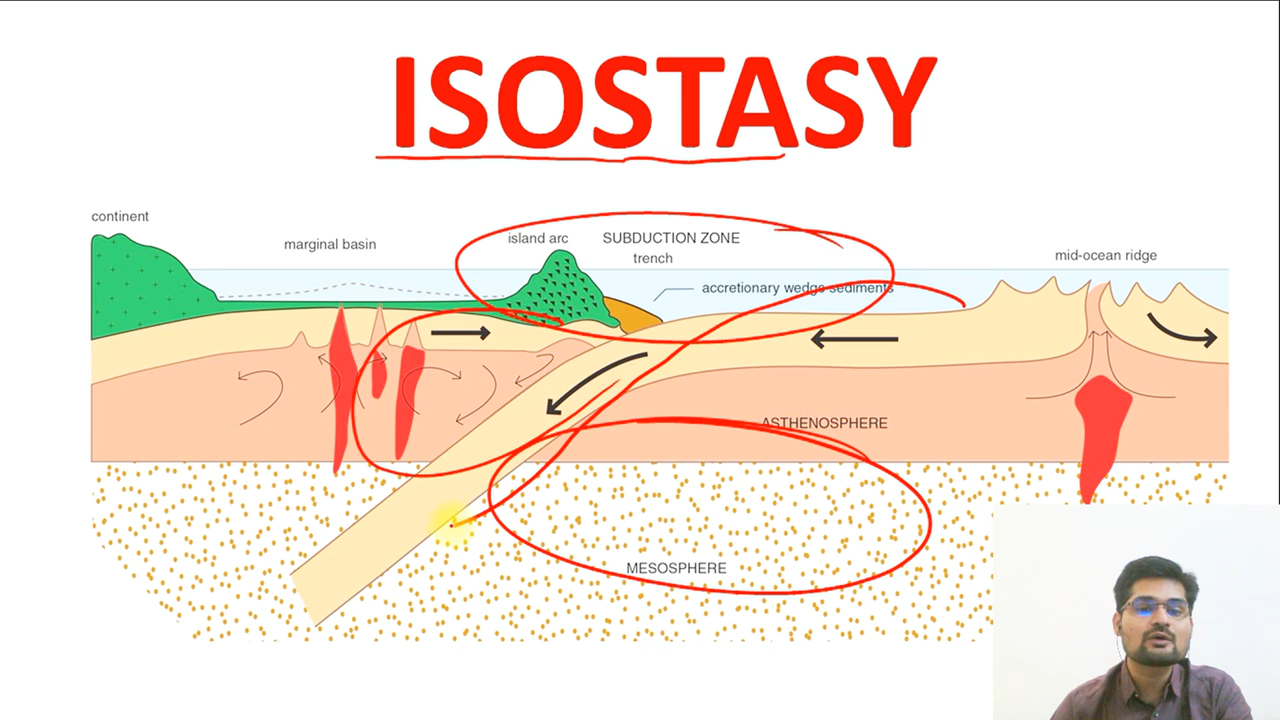 ISOSTASY
continent
marginal basin
island arc
SUBDUCTION ZONE
trench
mid-ocean ridge
accretionary wedge sediments
ASTHENOSPHERE
MESOSPHERE